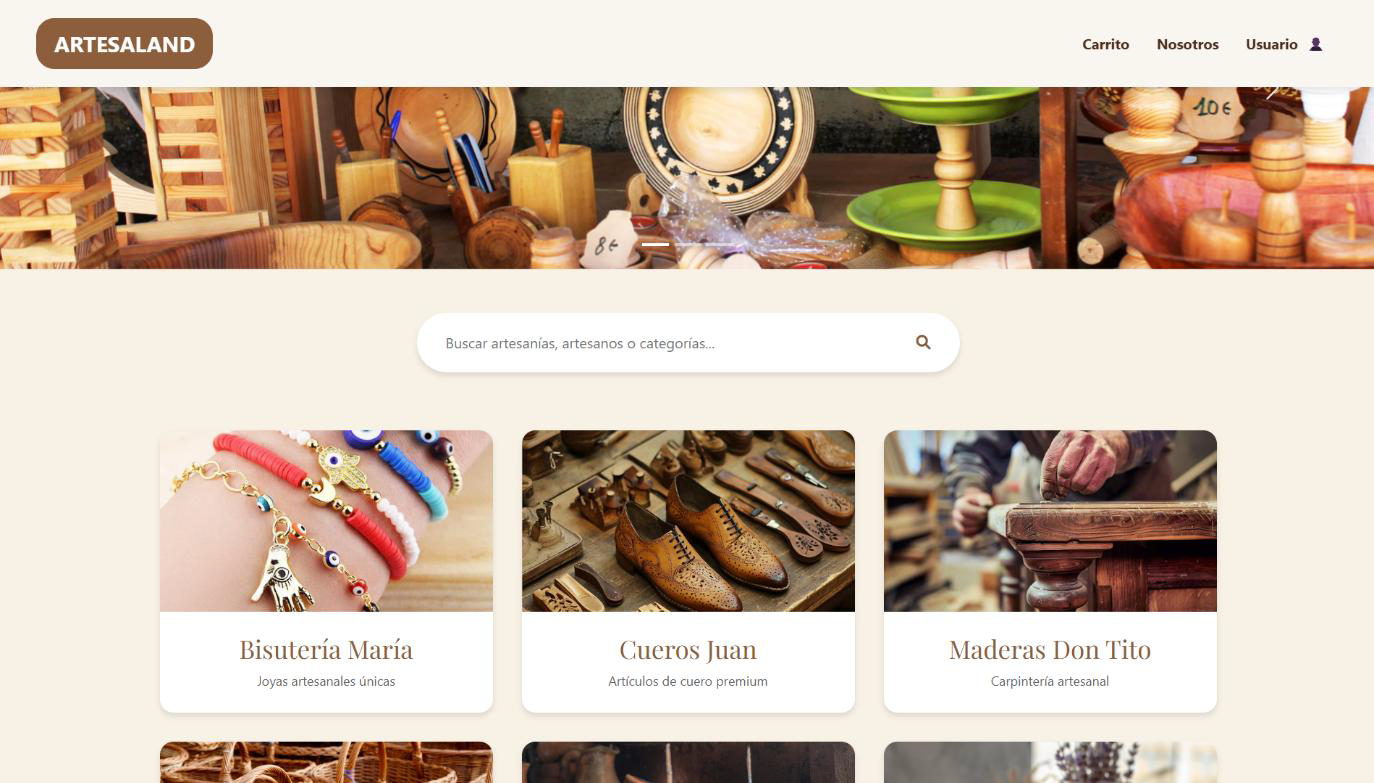 ARTESALAND
Carrito Nosotros Usuario
10€
8€
Buscar artesanías, artesanos o categorías...
Bisutería María Cueros Juan Maderas Don Tito
Joyas artesanales únicas Artículos de cuero premium Carpintería artesanal